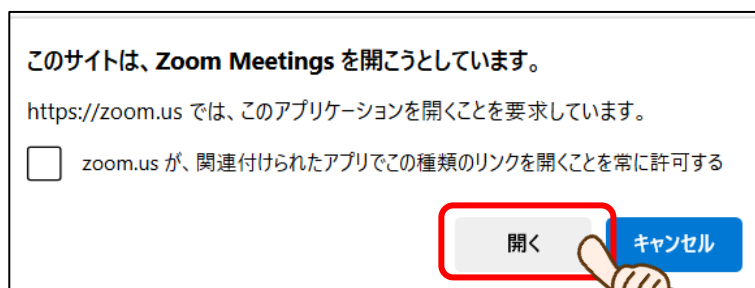 このサイトは、Zoom Meetings を開こうとしています。
https://zoom.us では、このアプリケーションを開くことを要求しています。
zoom.us が、関連付けられたアプリでこの種類のリンクを開くことを常に許可する
開く
キャンセル